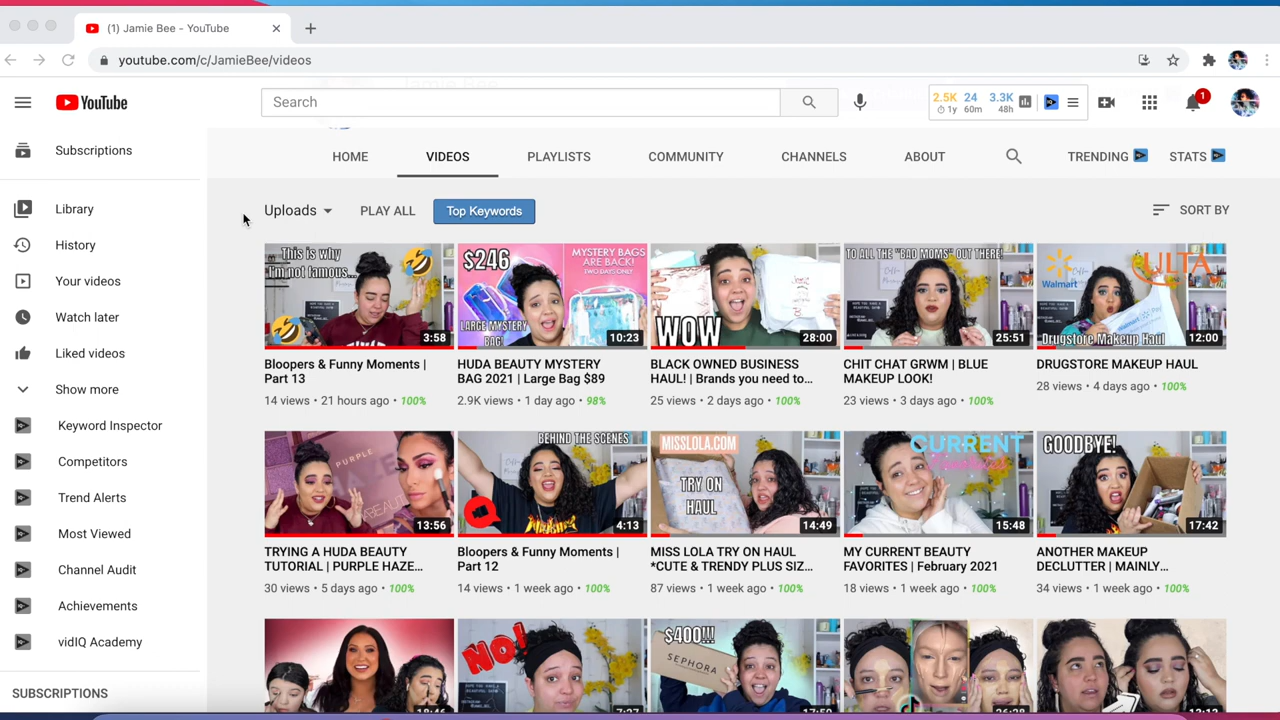 (1) Jamie Bee - YouTube
youtube.com/c/JamieBee/videos
YouTube
Search
2.5K 24 3.3K
1y 60m 48h
1
Subscriptions
HOME VIDEOS PLAYLISTS COMMUNITY CHANNELS ABOUT TRENDING STATS
Library
History
Your videos
Watch later
Liked videos
Show more
Keyword Inspector
Competitors
Trend Alerts
Most Viewed
Channel Audit
Achievements
vidIQ Academy
SUBSCRIPTIONS
Uploads PLAY ALL Top Keywords SORT BY
This is why
I'm not famous...
3:58
Bloopers & Funny Moments |
Part 13
14 views • 21 hours ago • 100%
$246
MYSTERY BAGS
ARE BACK!
TWO DAYS ONLY
LARGE MYSTERY
BAG!
10:23
HUDA BEAUTY MYSTERY
BAG 2021 | Large Bag $89
2.9K views • 1 day ago • 98%
WOW
28:00
BLACK OWNED BUSINESS
HAUL! | Brands you need to...
25 views • 2 days ago • 100%
TO ALL THE "BAD MOMS" OUT THERE!
25:51
CHIT CHAT GRWM | BLUE
MAKEUP LOOK!
23 views • 3 days ago • 100%
Walmart
ULTA
Drugstore Makeup Haul
12:00
DRUGSTORE MAKEUP HAUL
28 views • 4 days ago • 100%
PURPLE
13:56
TRYING A HUDA BEAUTY
TUTORIAL | PURPLE HAZE...
30 views • 5 days ago • 100%
BEHIND THE SCENES
4:13
Bloopers & Funny Moments |
Part 12
14 views • 1 week ago • 100%
MISSLOLA.COM
TRY ON
HAUL
14:49
MISS LOLA TRY ON HAUL
*CUTE & TRENDY PLUS SIZ...
87 views • 1 week ago • 100%
CURRENT
15:48
MY CURRENT BEAUTY
FAVORITES | February 2021
18 views • 1 week ago • 100%
GOODBYE!
17:42
ANOTHER MAKEUP
DECLUTTER | MAINLY...
34 views • 1 week ago • 100%
NO!
$400!!!
SEPHORA